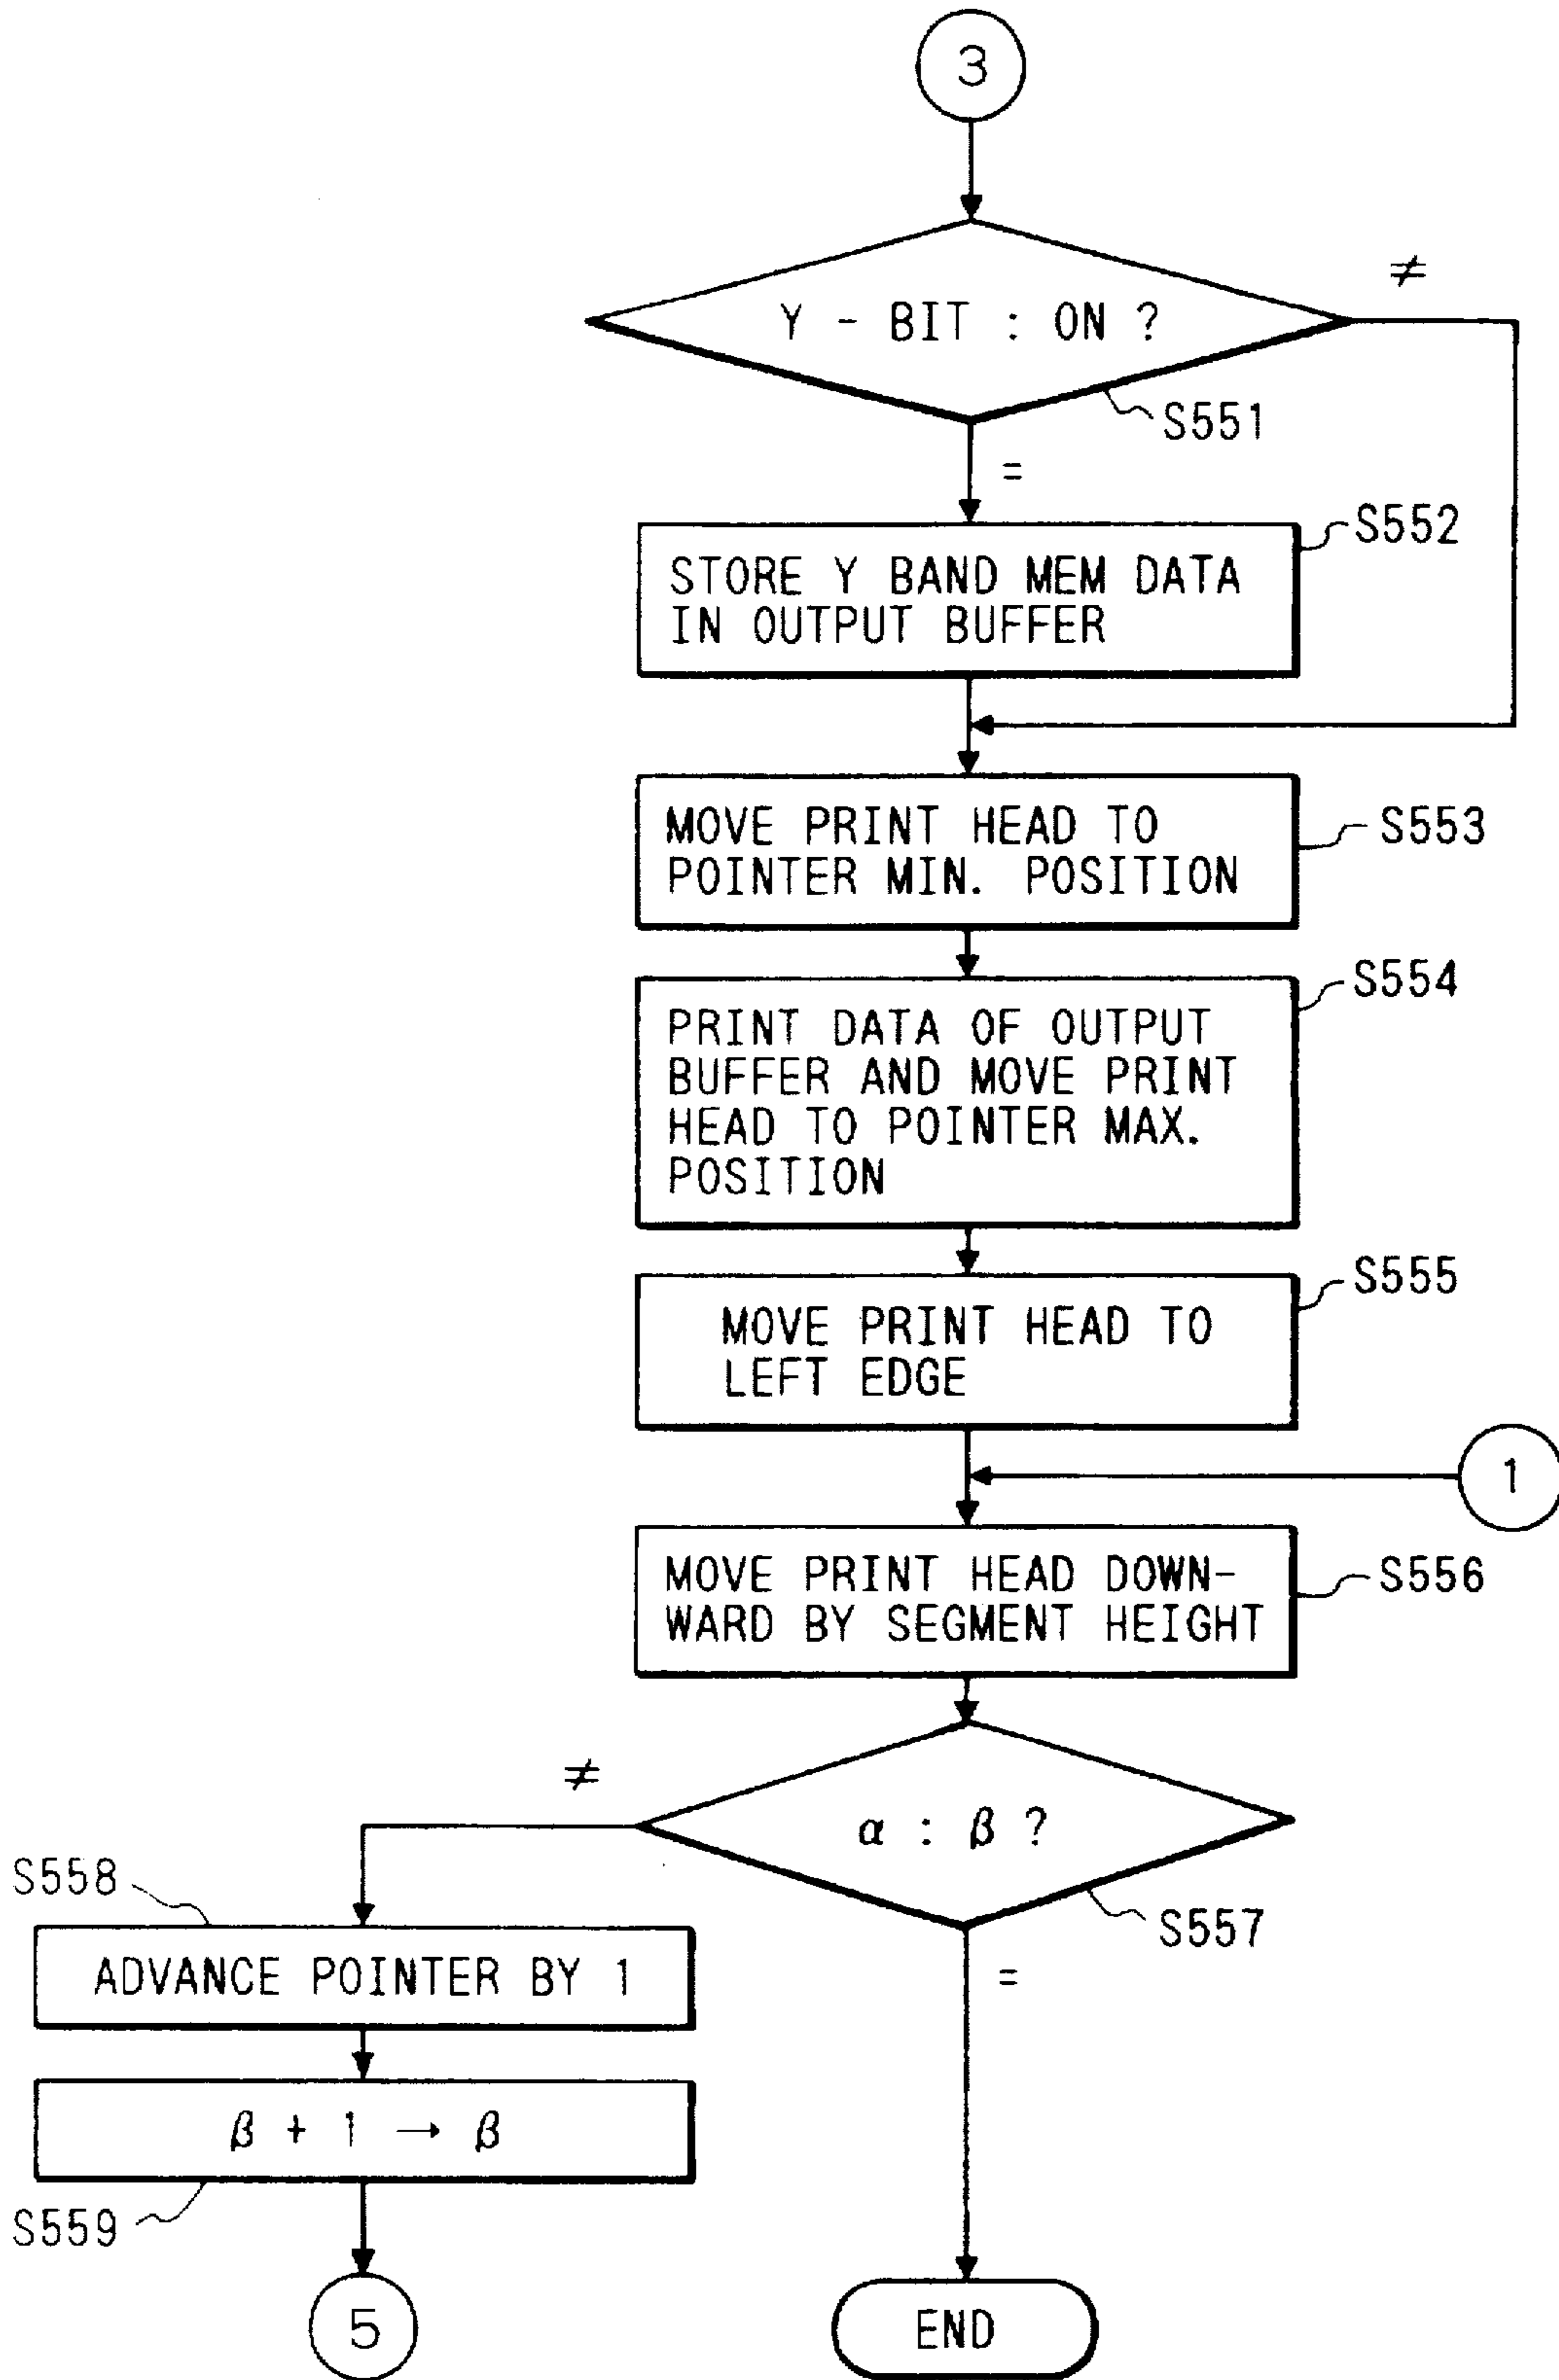 3
Y - BIT : ON ?
≠
S551
=
S552
STORE Y BAND MEM DATA
IN OUTPUT BUFFER
MOVE PRINT HEAD TO
POINTER MIN. POSITION
S553
S554
PRINT DATA OF OUTPUT
BUFFER AND MOVE PRINT
HEAD TO POINTER MAX.
POSITION
S555
MOVE PRINT HEAD TO
LEFT EDGE
1
MOVE PRINT HEAD DOWN-
WARD BY SEGMENT HEIGHT
S556
≠
α : β ?
S557
=
S558
ADVANCE POINTER BY 1
β + 1 → β
S559
5
END